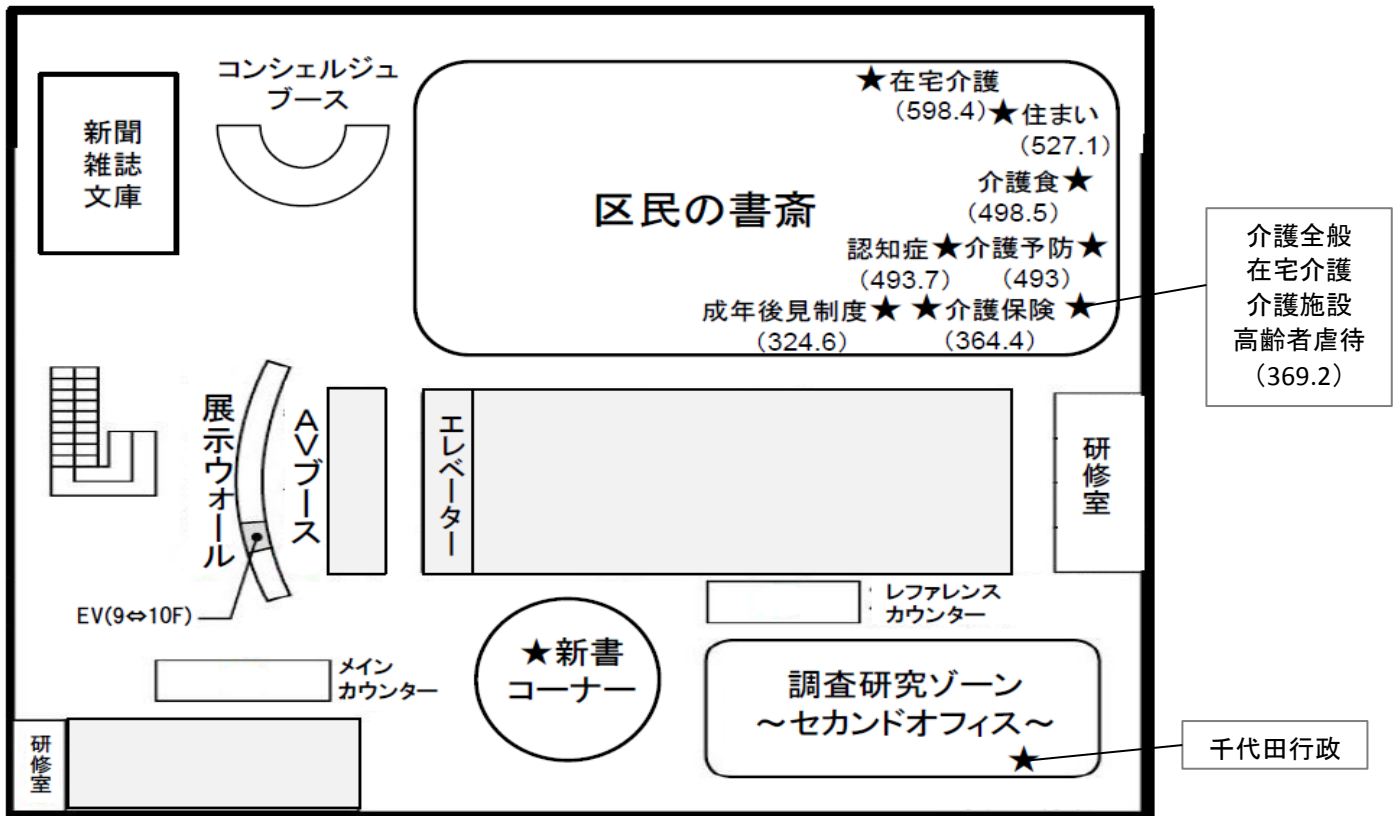 コンシェルジュ
ブース
新聞
雑誌
文庫
★在宅介護
(598.4)
★住まい
(527.1)
区民の書斎
介護食★
(498.5)
認知症★
(493.7)
介護予防★
(493)
成年後見制度★
(324.6)
★介護保険
(364.4)
★
介護全般
在宅介護
介護施設
高齢者虐待
(369.2)
展示ウォール
AVブース
エレベーター
研修室
EV(9⇔10F)
レファレンス
カウンター
メイン
カウンター
★新書
コーナー
調査研究ゾーン
~セカンドオフィス~
★
千代田行政
研修室